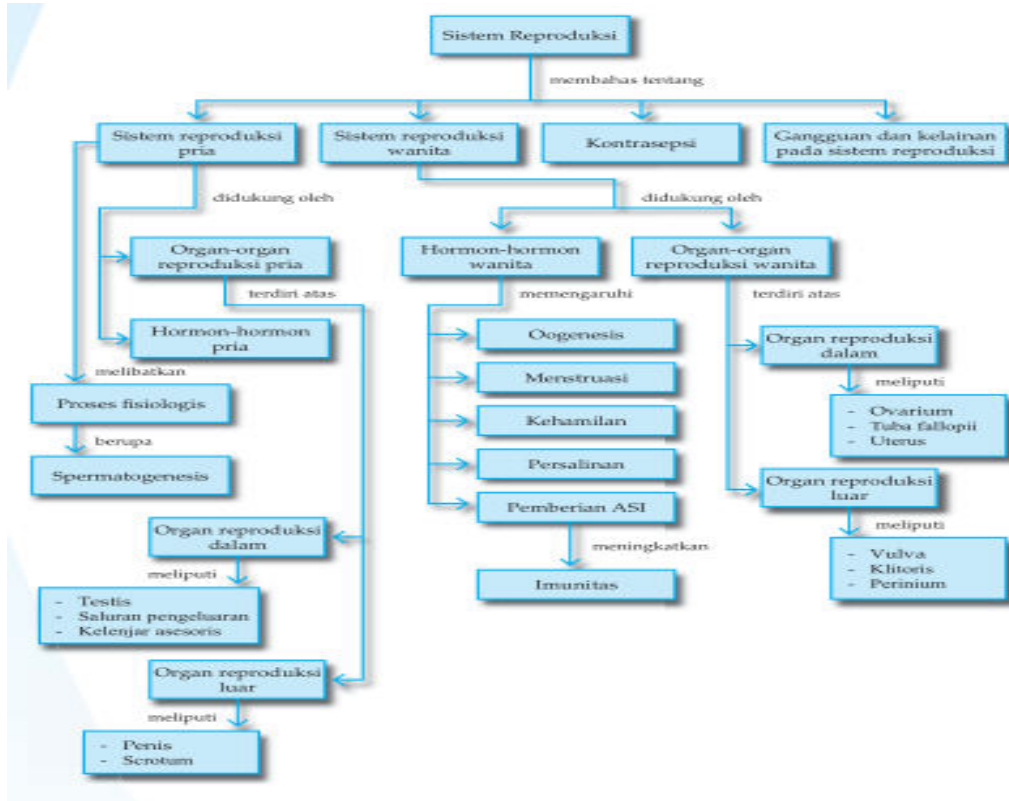 Sistem Reproduksi
membahas tentang
Sistem reproduksi
pria
Sistem reproduksi
wanita
Kontrasepsi
Gangguan dan kelainan
pada sistem reproduksi
didukung oleh
didukung oleh
Organ-organ
reproduksi pria
Hormon-hormon
wanita
Organ-organ
reproduksi wanita
terdiri atas
memengaruhi
terdiri atas
Hormon-hormon
pria
Oogenesis
Organ reproduksi
dalam
melibatkan
Menstruasi
meliputi
Proses fisiologis
Kehamilan
- Ovarium
- Tuba fallopii
- Uterus
berupa
Spermatogenesis
Persalinan
Organ reproduksi
luar
Pemberian ASI
meliputi
Organ reproduksi
dalam
meningkatkan
- Vulva
- Klitoris
- Perinium
meliputi
Imunitas
- Testis
- Saluran pengeluaran
- Kelenjar asesoris
Organ reproduksi
luar
meliputi
- Penis
- Scrotum